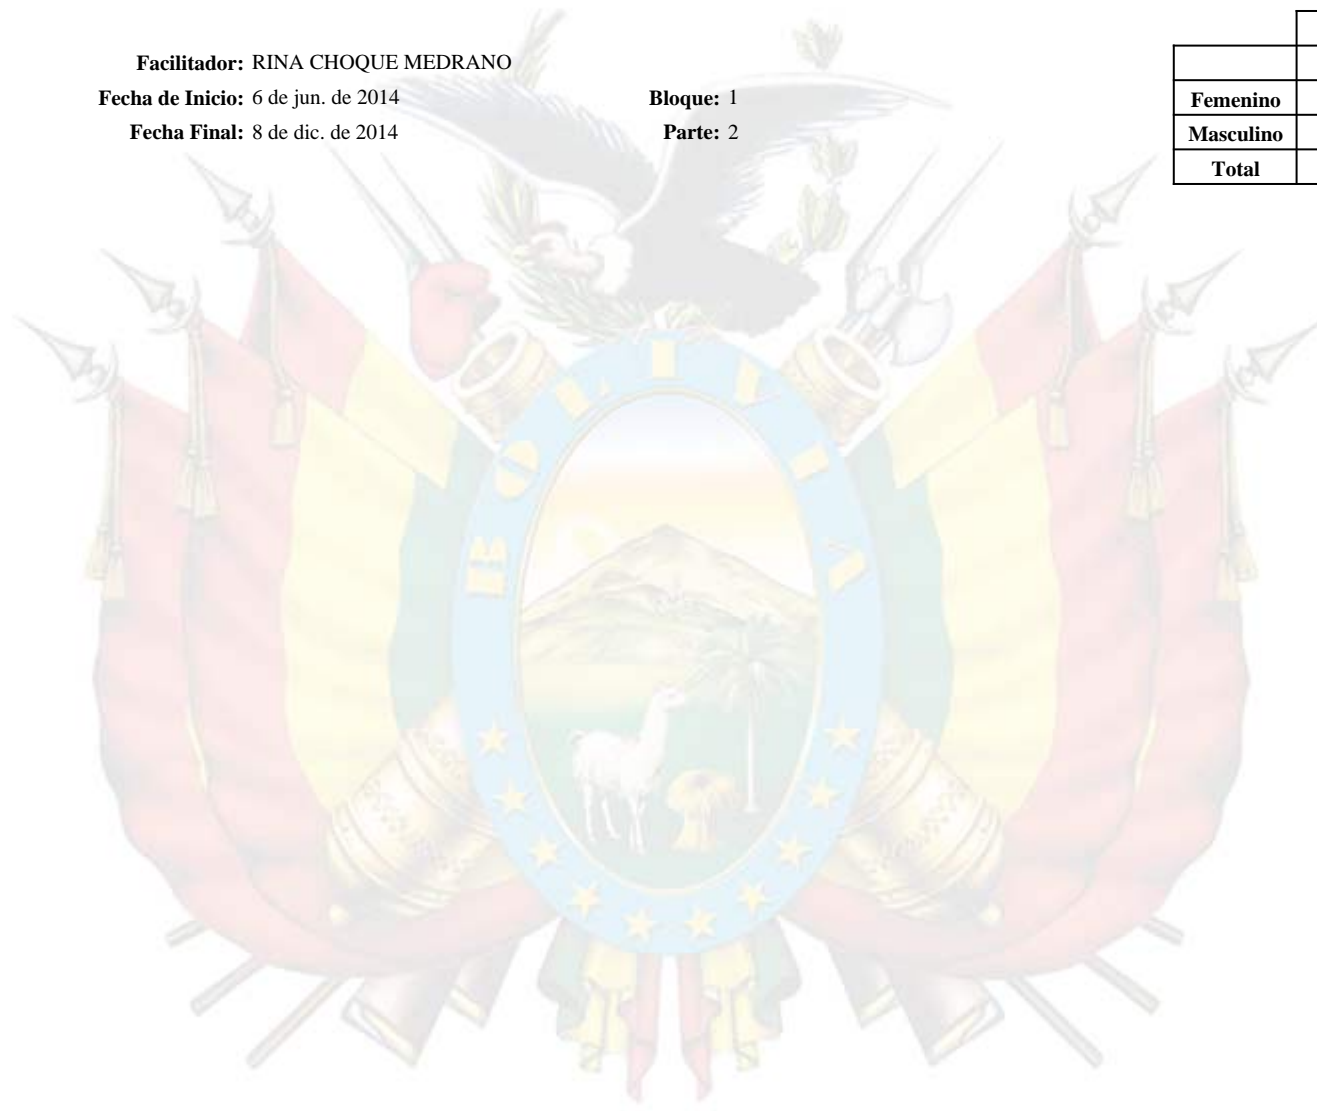 Facilitador: RINA CHOQUE MEDRANO
Fecha de Inicio: 6 de jun. de 2014 Bloque: 1
Fecha Final: 8 de dic. de 2014 Parte: 2
Femenino
Masculino
Total
BOLIVIA